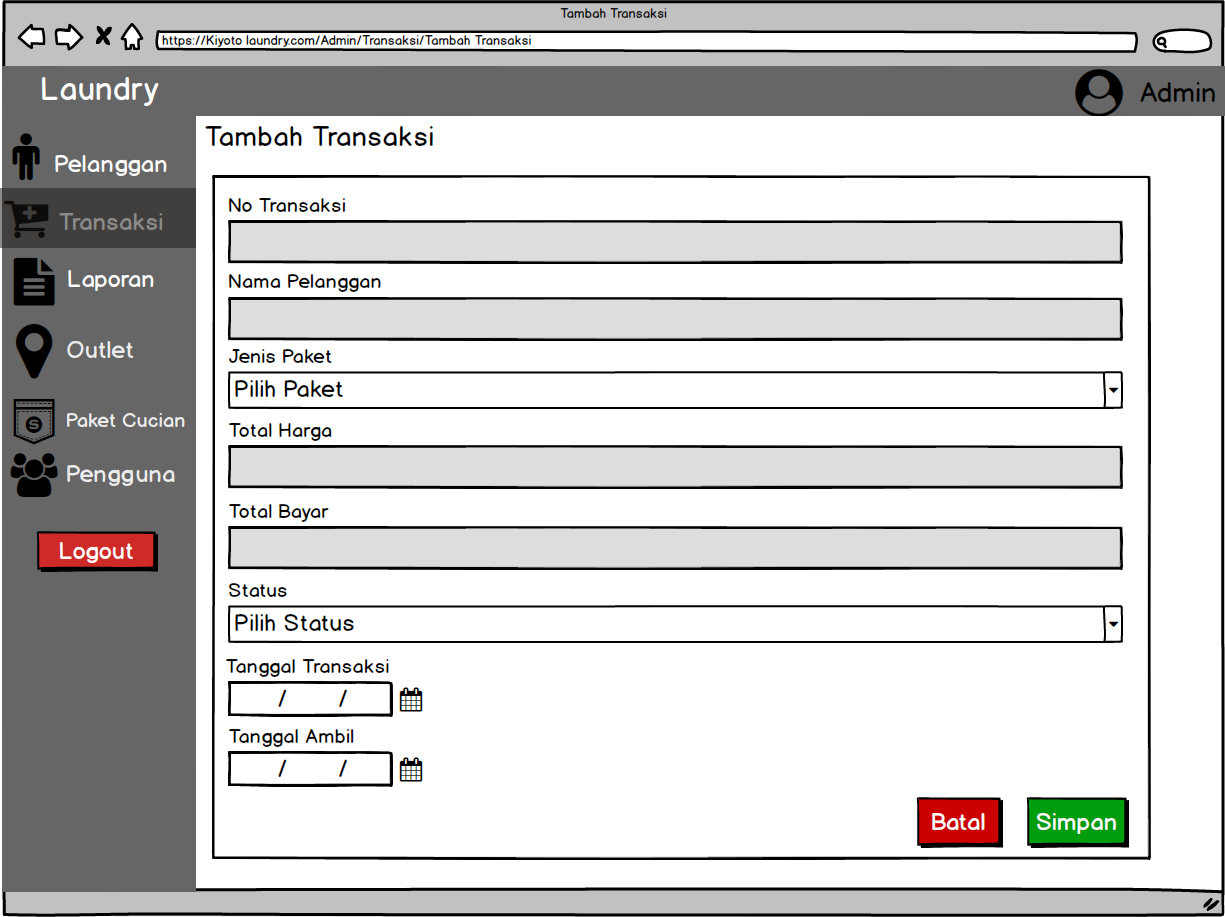 Tambah Transaksi
https://Kiyoto laundry.com/Admin/Transaksi/Tambah Transaksi
Laundry
Admin
Pelanggan
Transaksi
Laporan
Outlet
S
Paket Cucian
Pengguna
Logout
Tambah Transaksi
No Transaksi
Nama Pelanggan
Jenis Paket
Pilih Paket
Total Harga
Total Bayar
Status
Pilih Status
Tanggal Transaksi
/ /
Tanggal Ambil
/ /
Batal
Simpan